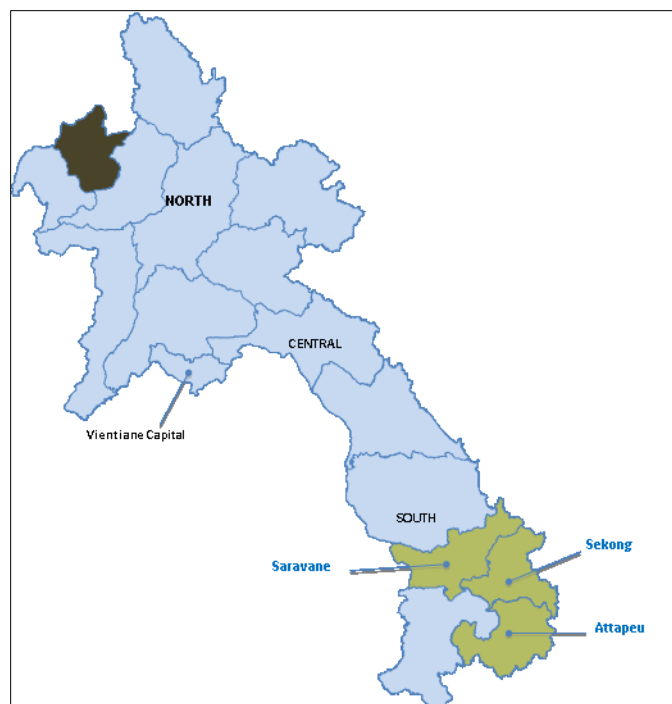 NORTH
CENTRAL
Vientiane Capital
SOUTH
Sekong
Saravane
Attapeu